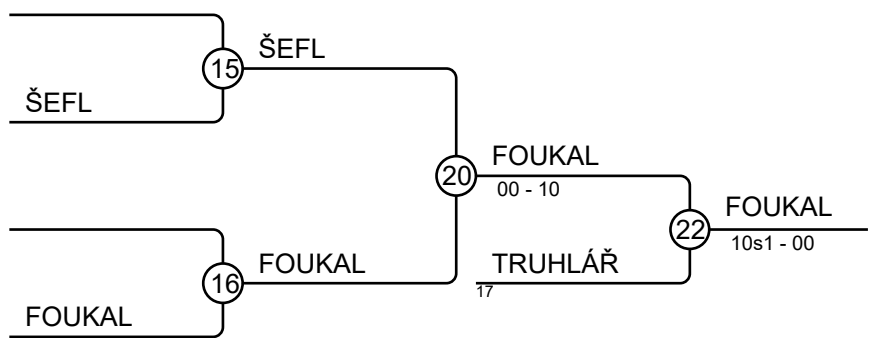 ŠEFL
15
ŠEFL
FOUKAL
20
00 - 10
FOUKAL
22
10s1 - 00
TRUHLÁŘ
17
FOUKAL
16
FOUKAL